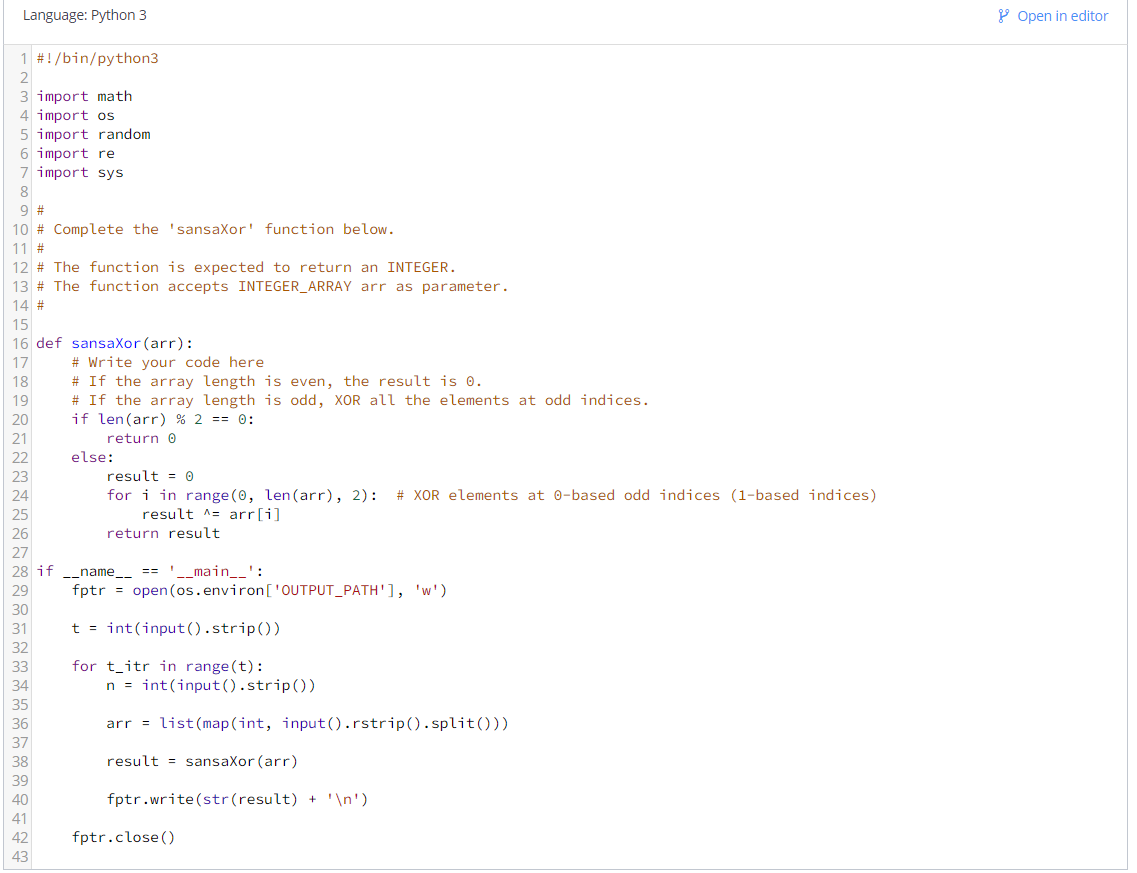 Language: Python 3
Open in editor
1 #!/bin/python3
2
3 import math
4 import os
5 import random
6 import re
7 import sys
8
9 #
10 # Complete the 'sansaXor' function below.
11 #
12 # The function is expected to return an INTEGER.
13 # The function accepts INTEGER_ARRAY arr as parameter.
14 #
15
16 def sansaXor(arr):
17     # Write your code here
18     # If the array length is even, the result is 0.
19     # If the array length is odd, XOR all the elements at odd indices.
20     if len(arr) % 2 == 0:
21         return 0
22     else:
23         result = 0
24         for i in range(0, len(arr), 2):  # XOR elements at 0-based odd indices (1-based indices)
25             result ^= arr[i]
26         return result
27
28 if __name__ == '__main__':
29     fptr = open(os.environ['OUTPUT_PATH'], 'w')
30
31     t = int(input().strip())
32
33     for t_itr in range(t):
34         n = int(input().strip())
35
36         arr = list(map(int, input().rstrip().split()))
37
38         result = sansaXor(arr)
39
40         fptr.write(str(result) + '\n')
41
42     fptr.close()
43